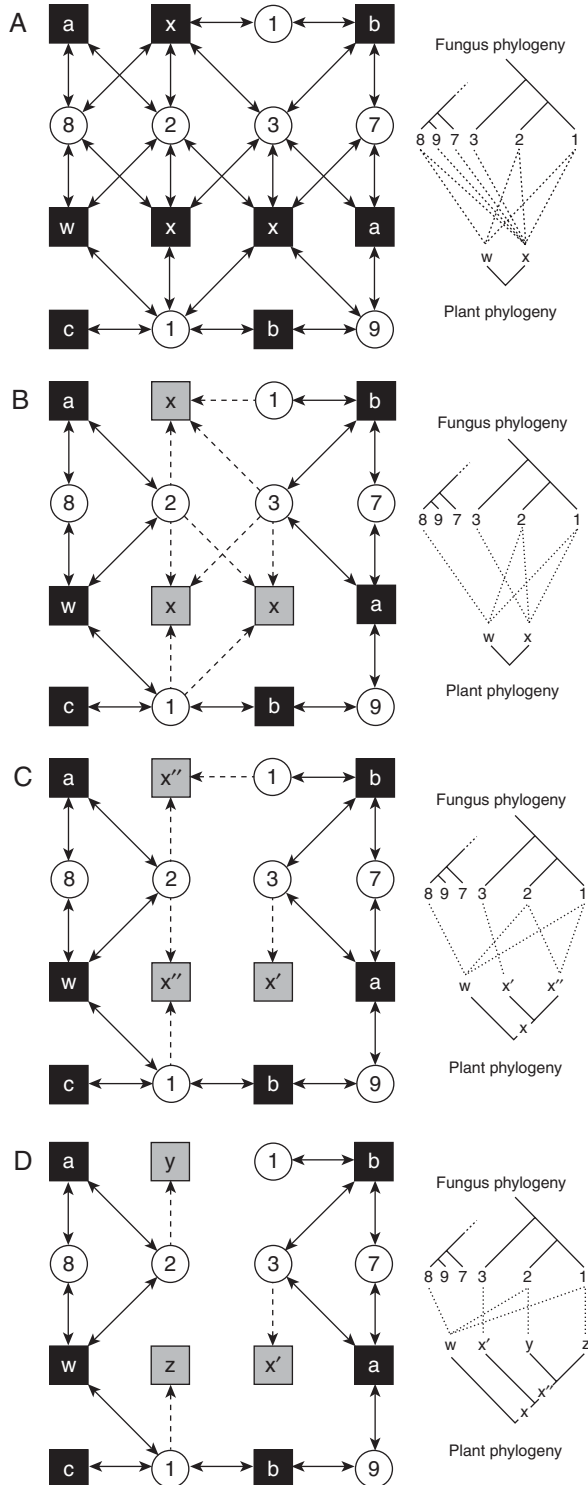 A
a x 1 b
8 2 3 7
w x x a
c 1 b 9
Fungus phylogeny
8 9 7 3 2 1
w x
Plant phylogeny
B
a x 1 b
8 2 3 7
w x x a
c 1 b 9
Fungus phylogeny
8 9 7 3 2 1
w x
Plant phylogeny
C
a x″ 1 b
8 2 3 7
w x″ x′ a
c 1 b 9
Fungus phylogeny
8 9 7 3 2 1
w x′ x″
x
Plant phylogeny
D
a y 1 b
8 2 3 7
w z x′ a
c 1 b 9
Fungus phylogeny
8 9 7 3 2 1
w x′ y z
x″
x
Plant phylogeny